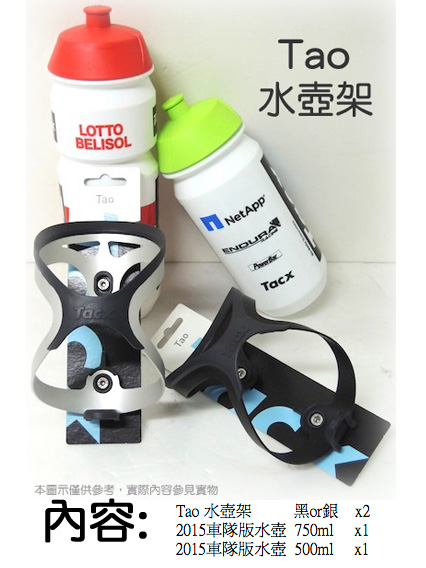 Tao
水壺架
LOTTO
BELISOL
Tao
NetApp
ENDURA
RACING
PowerBar
Tacx
Tacx
Tao
Tacx
本圖示僅供參考，實際內容參見實物
內容:
Tao 水壺架 黑or銀 x2
2015車隊版水壺 750ml x1
2015車隊版水壺 500ml x1